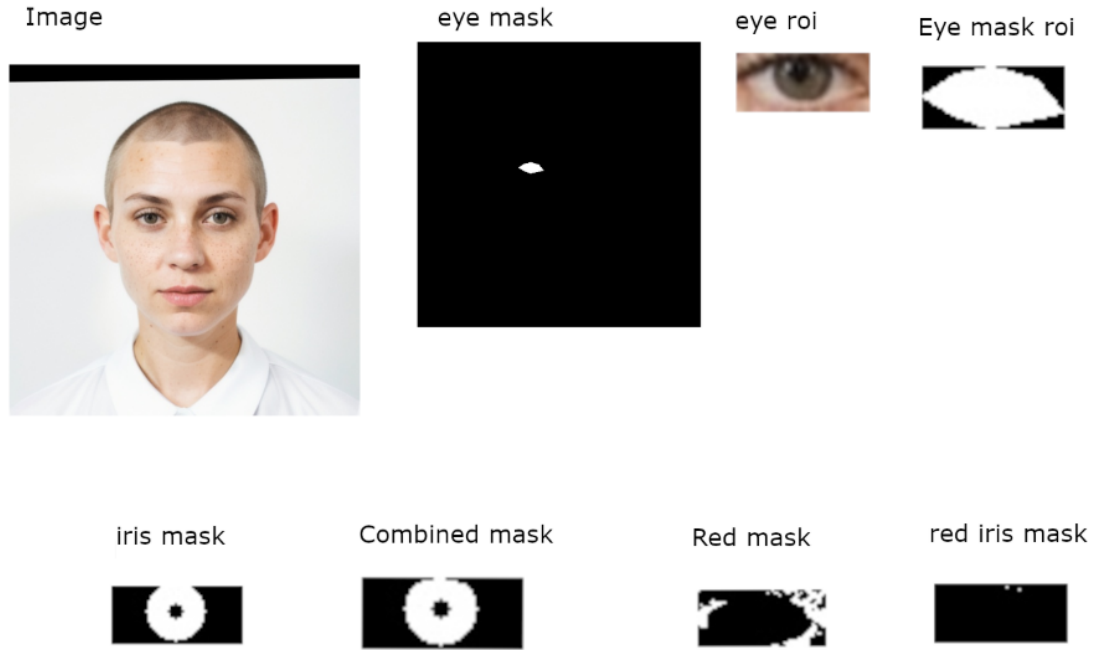 Image
eye mask
eye roi
Eye mask roi
iris mask
Combined mask
Red mask
red iris mask